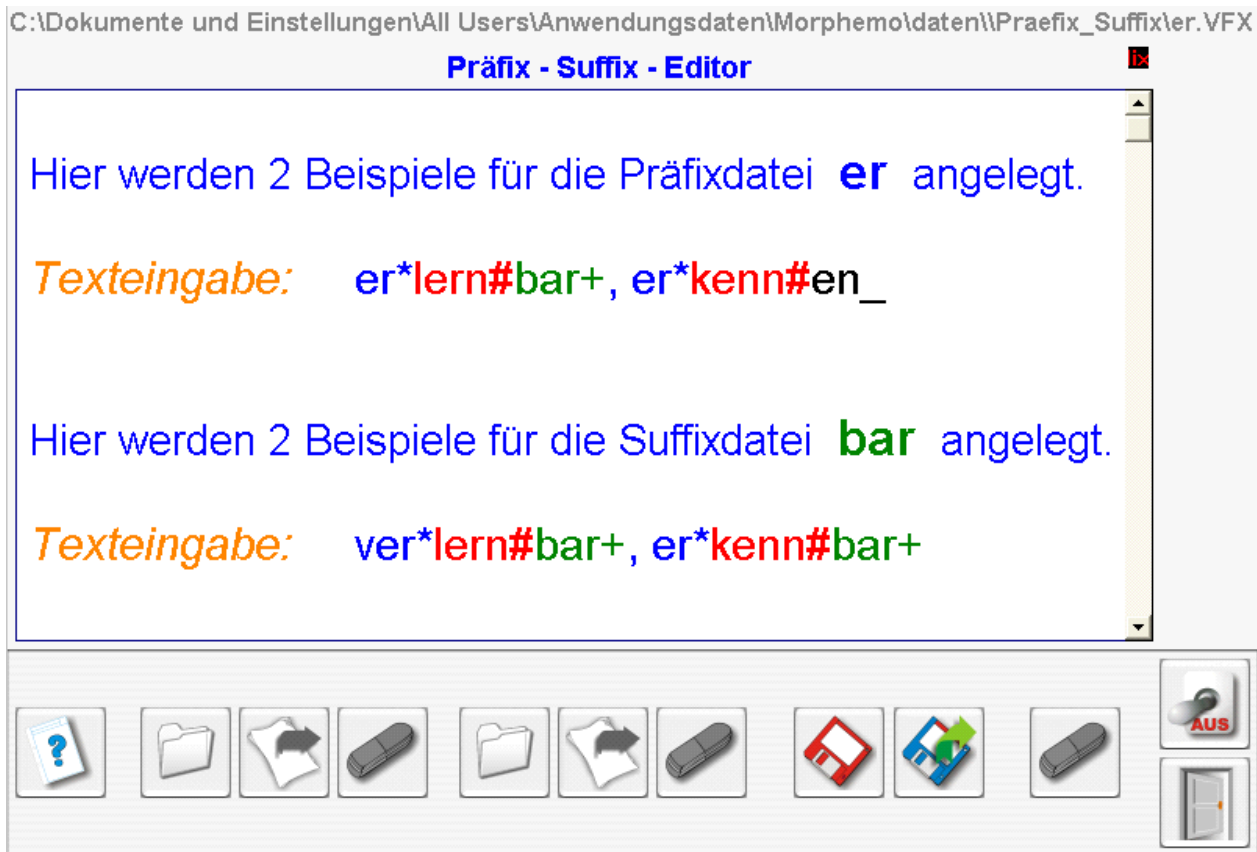 C:\Dokumente und Einstellungen\All Users\Anwendungsdaten\Morphemo\daten\\Praefix_Suffix\er.VFX
Präfix - Suffix - Editor
lix
Hier werden 2 Beispiele für die Präfixdatei er angelegt.
Texteingabe: er*lern#bar+, er*kenn#en_
Hier werden 2 Beispiele für die Suffixdatei bar angelegt.
Texteingabe: ver*lern#bar+, er*kenn#bar+
?
AUS